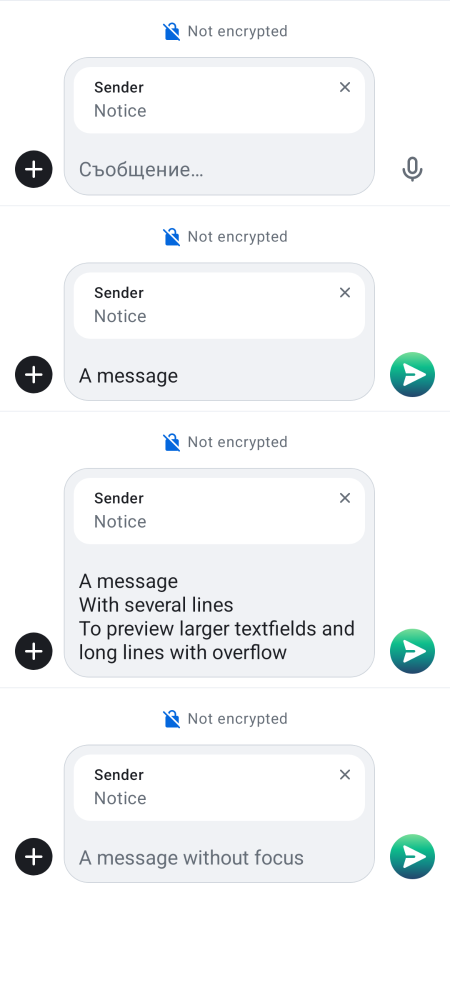 Not encrypted
Sender
Notice
Съобщение…
Not encrypted
Sender
Notice
A message
Not encrypted
Sender
Notice
A message
With several lines
To preview larger textfields and
long lines with overflow
Not encrypted
Sender
Notice
A message without focus